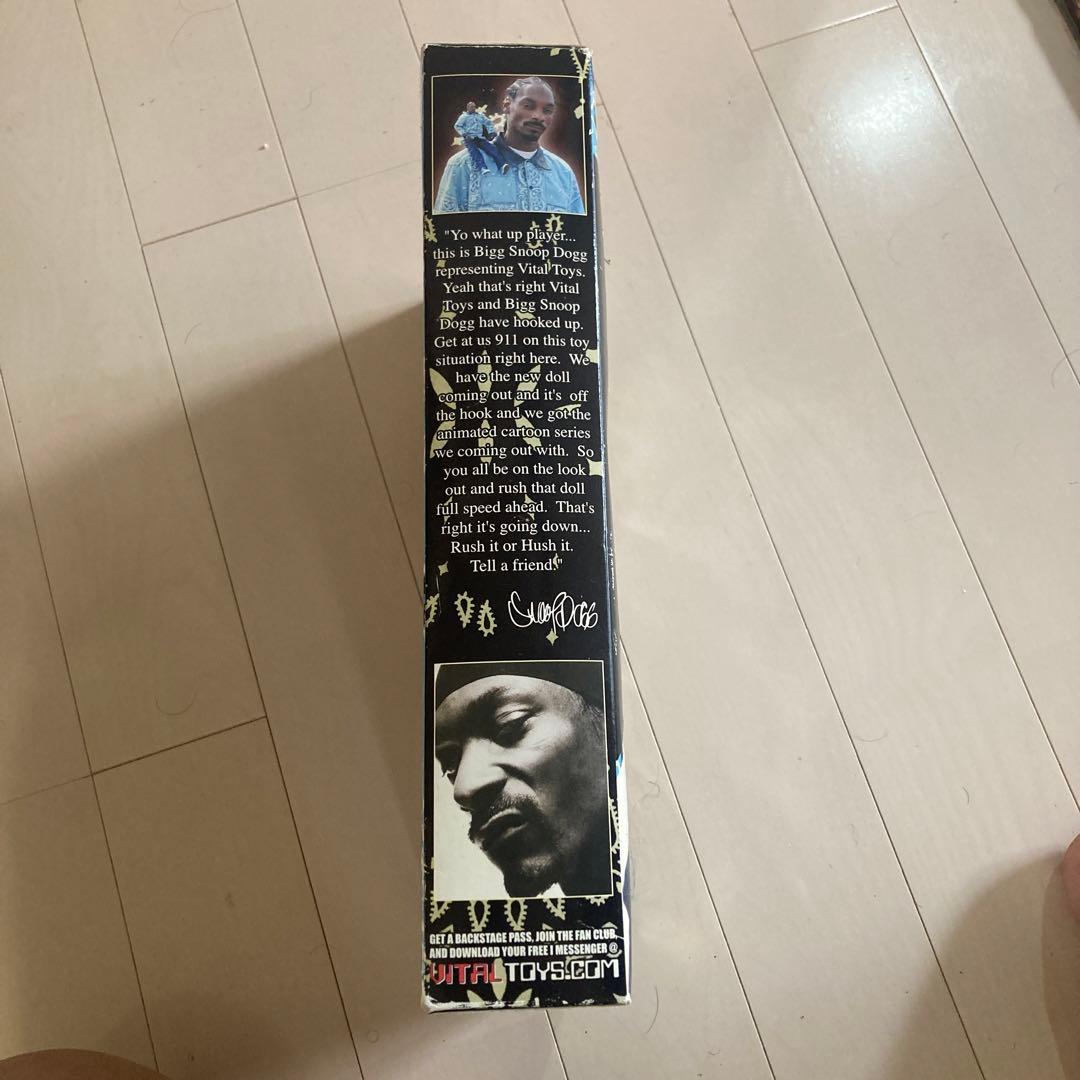 "Yo what up player...
this is Bigg Snoop Dogg
representing Vital Toys.
Yeah that's right Vital
Toys and Bigg Snoop
Dogg have hooked up.
Get at us 911 on this toy
situation right here. We
have the new doll
coming out and it's off
the hook and we got the
animated cartoon series
we coming out with. So
you all be on the look
out and rush that doll
full speed ahead. That's
right it's going down...
Rush it or Hush it.
Tell a friend."
Snoop Dogg
GET A BACKSTAGE PASS, JOIN THE FAN CLUB,
AND DOWNLOAD YOUR FREE I MESSENGER @
VITALTOYS.COM